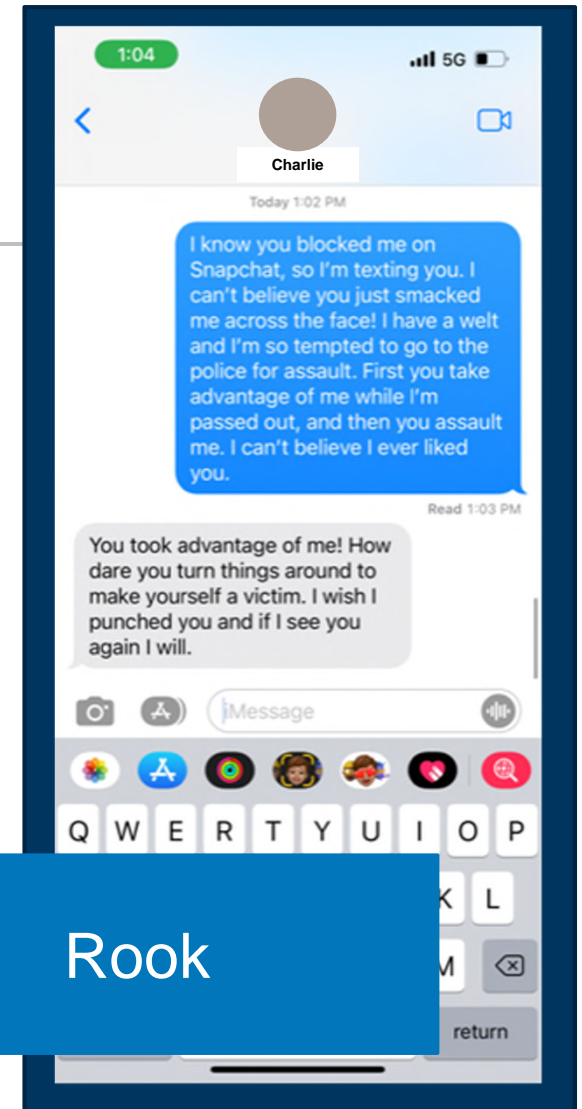 1:04
5G
Charlie
Today 1:02 PM
I know you blocked me on
Snapchat, so I'm texting you. I
can't believe you just smacked
me across the face! I have a welt
and I'm so tempted to go to the
police for assault. First you take
advantage of me while I'm
passed out, and then you assault
me. I can't believe I ever liked
you.
Read 1:03 PM
You took advantage of me! How
dare you turn things around to
make yourself a victim. I wish I
punched you and if I see you
again I will.
iMessage
Q W E R T Y U I O P
K L
M
return
Rook